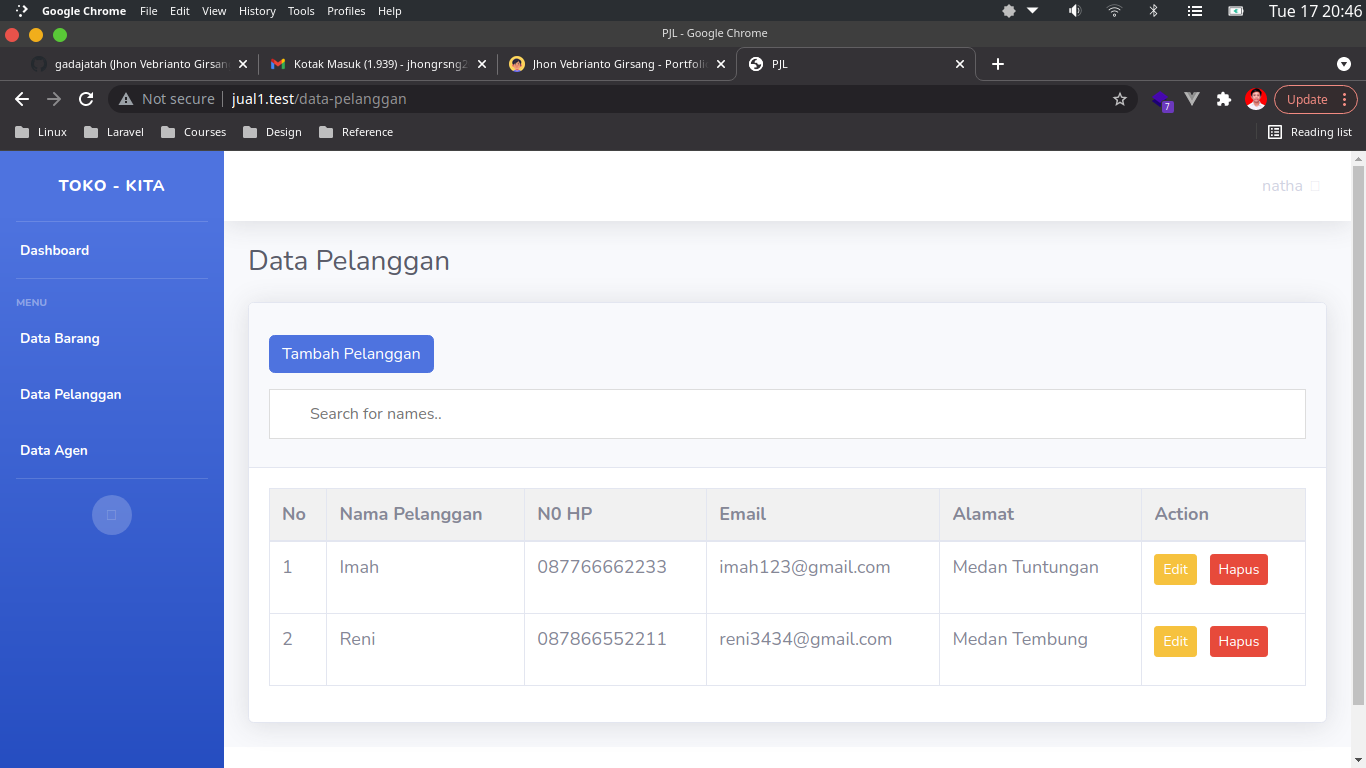 Google Chrome File Edit View History Tools Profiles Help Tue 17 20:46
PJL - Google Chrome
gadajatah (Jhon Vebrianto Girsan Kotak Masuk (1.939) - jhongrsng2 Jhon Vebrianto Girsang - Portfolio PJL
Not secure jual1.test/data-pelanggan 7 Update
Linux Laravel Courses Design Reference Reading list
TOKO - KITA
natha
Dashboard
MENU
Data Barang
Data Pelanggan
Data Agen
Data Pelanggan
Tambah Pelanggan
Search for names..
No Nama Pelanggan N0 HP Email Alamat Action
1 Imah 087766662233 imah123@gmail.com Medan Tuntungan Edit Hapus
2 Reni 087866552211 reni3434@gmail.com Medan Tembung Edit Hapus